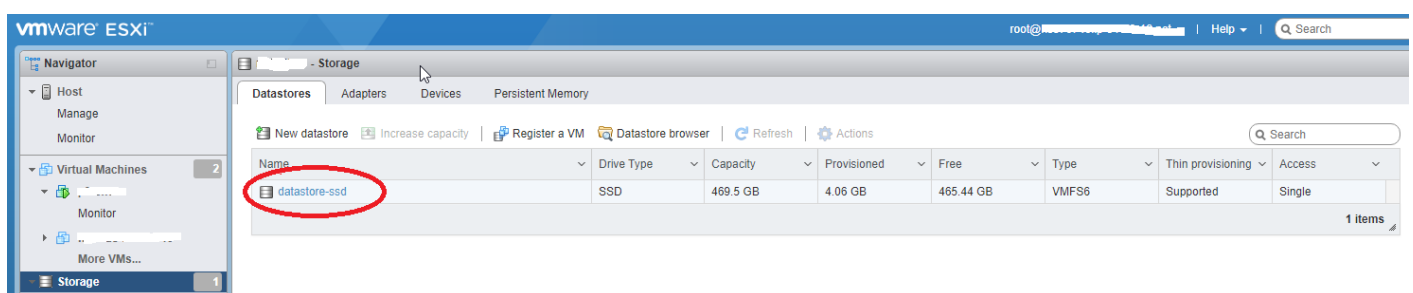 vmware ESXi™
root@ | Help | Search
Navigator
- Storage
Host
Manage
Monitor
Virtual Machines 2
Monitor
More VMs...
Storage 1
Datastores Adapters Devices Persistent Memory
New datastore Increase capacity | Register a VM Datastore browser | Refresh | Actions
Search
Name Drive Type Capacity Provisioned Free Type Thin provisioning Access
datastore-ssd SSD 469.5 GB 4.06 GB 465.44 GB VMFS6 Supported Single
1 items